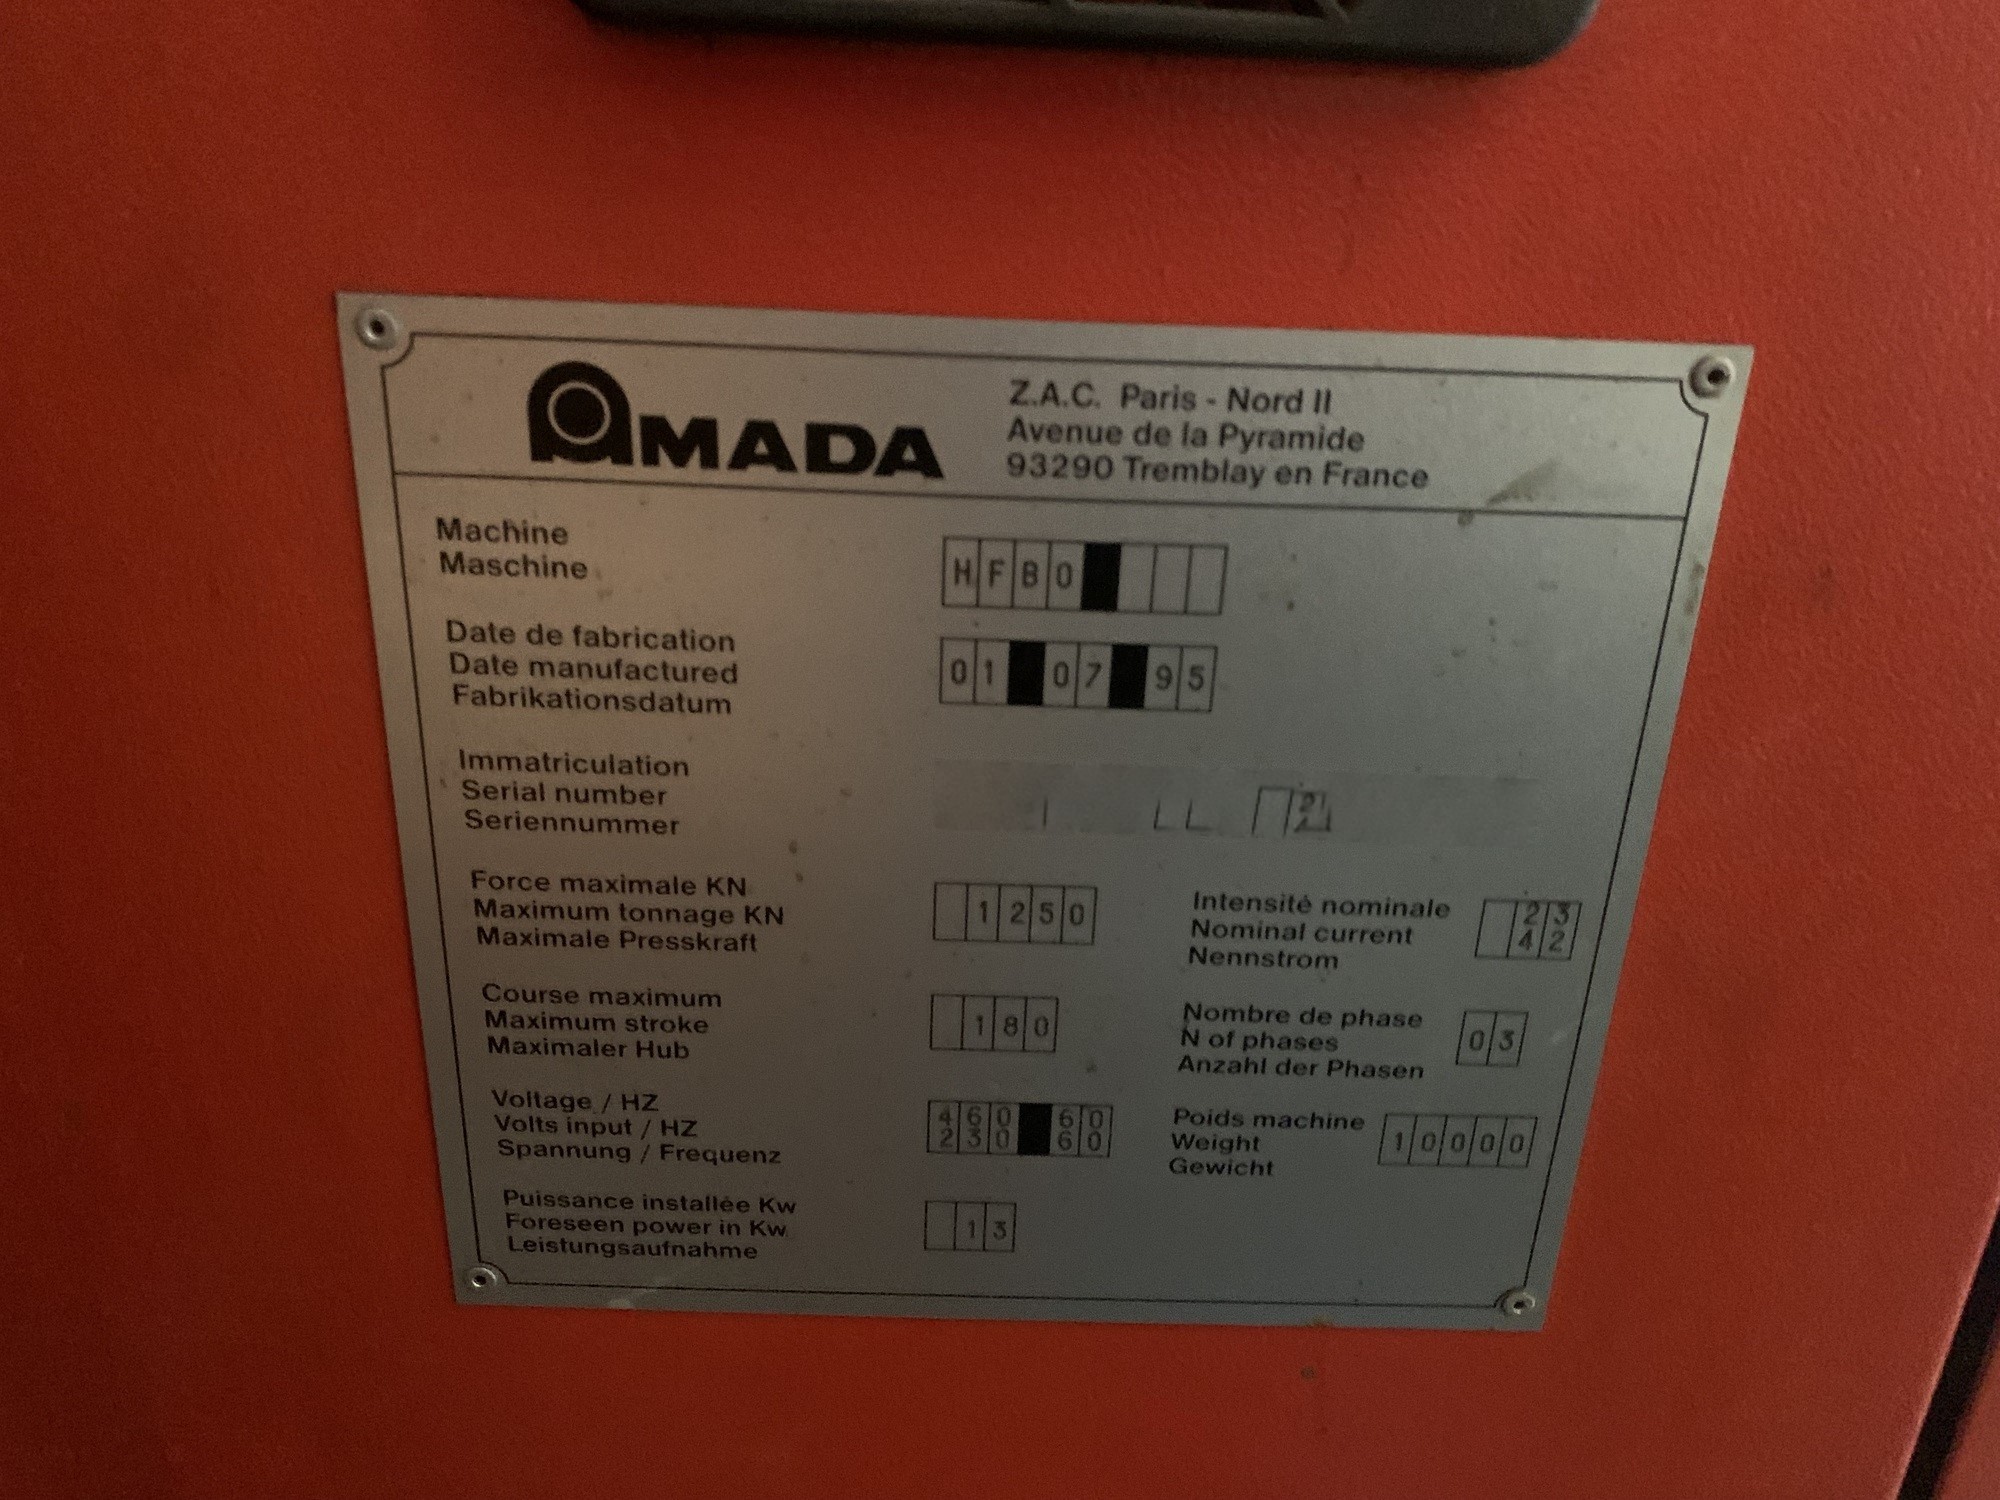 AMADA
Z.A.C. Paris - Nord II
Avenue de la Pyramide
93290 Tremblay en France
Machine
Maschine
HFBO
Date de fabrication
Date manufactured
Fabrikationsdatum
01 07 95
Immatriculation
Serial number
Seriennummer
Force maximale KN
Maximum tonnage KN
Maximale Presskraft
1250
Intensité nominale
Nominal current
Nennstrom
23
42
Course maximum
Maximum stroke
Maximaler Hub
180
Nombre de phase
N of phases
Anzahl der Phasen
03
Voltage / HZ
Volts input / HZ
Spannung / Frequenz
460 60
230 60
Poids machine
Weight
Gewicht
10000
Puissance installée Kw
Foreseen power in Kw
Leistungsaufnahme
13